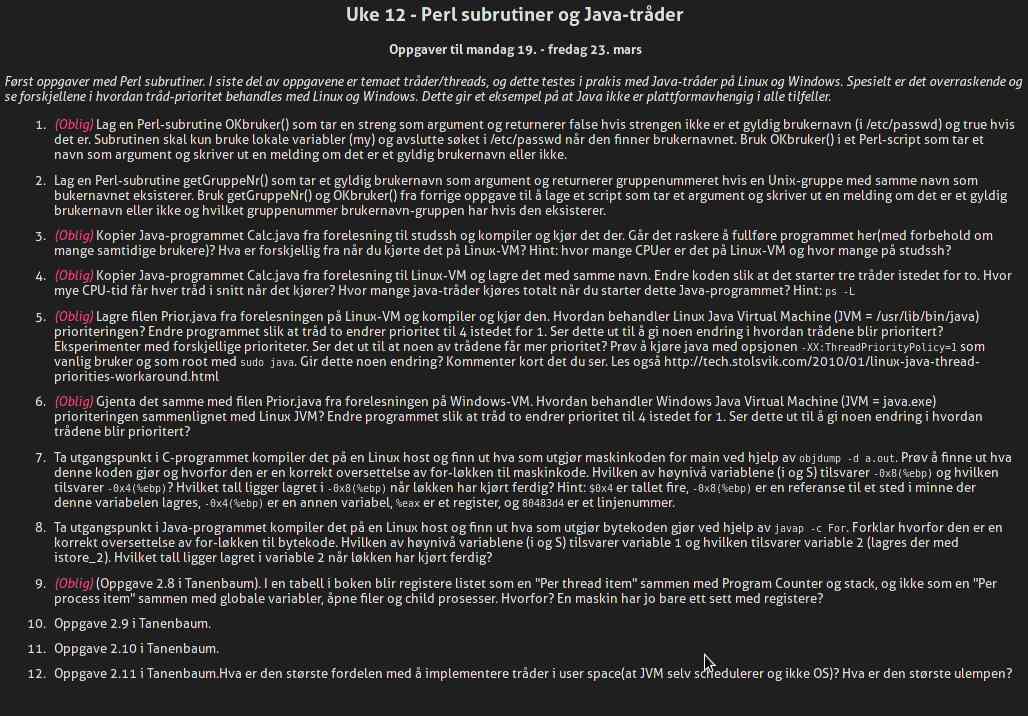 Uke 12 - Perl subrutiner og Java-tråder
Oppgaver til mandag 19. - fredag 23. mars
Først oppgaver med Perl subrutiner. I siste del av oppgavene er temaet tråder/threads, og dette testes i prakis med Java-tråder på Linux og Windows. Spesielt er det overraskende og
se forskjellene i hvordan tråd-prioritet behandles med Linux og Windows. Dette gir et eksempel på at Java ikke er plattformavhengig i alle tilfeller.
1. (Oblig) Lag en Perl-subrutine OKbruker() som tar en streng som argument og returnerer false hvis strengen ikke er et gyldig brukernavn (i /etc/passwd) og true hvis
det er. Subrutinen skal kun bruke lokale variabler (my) og avslutte søket i /etc/passwd når den finner brukernavnet. Bruk OKbruker() i et Perl-script som tar et
navn som argument og skriver ut en melding om det er et gyldig brukernavn eller ikke.
2. Lag en Perl-subrutine getGruppeNr() som tar et gyldig brukernavn som argument og returnerer gruppenummeret hvis en Unix-gruppe med samme navn som
bukernavnet eksisterer. Bruk getGruppeNr() og OKbruker() fra forrige oppgave til å lage et script som tar et argument og skriver ut en melding om det er et gyldig
brukernavn eller ikke og hvilket gruppenummer brukernavn-gruppen har hvis den eksisterer.
3. (Oblig) Kopier Java-programmet Calc.java fra forelesning til studssh og kompiler og kjør det der. Går det raskere å fullføre programmet her(med forbehold om
mange samtidige brukere)? Hva er forskjellig fra når du kjørte det på Linux-VM? Hint: hvor mange CPUer er det på Linux-VM og hvor mange på studssh?
4. (Oblig) Kopier Java-programmet Calc.java fra forelesning til Linux-VM og lagre det med samme navn. Endre koden slik at det starter tre tråder istedet for to. Hvor
mye CPU-tid får hver tråd i snitt når det kjører? Hvor mange java-tråder kjøres totalt når du starter dette Java-programmet? Hint: ps -L
5. (Oblig) Lagre filen Prior.java fra forelesningen på Linux-VM og kompiler og kjør den. Hvordan behandler Linux Java Virtual Machine (JVM = /usr/lib/bin/java)
prioriteringen? Endre programmet slik at tråd to endrer prioritet til 4 istedet for 1. Ser dette ut til å gi noen endring i hvordan trådene blir prioritert?
Eksperimenter med forskjellige prioriteter. Ser det ut til at noen av trådene får mer prioritet? Prøv å kjøre java med opsjonen -XX:ThreadPriorityPolicy=1 som
vanlig bruker og som root med sudo java. Gir dette noen endring? Kommenter kort det du ser. Les også http://tech.stolsvik.com/2010/01/linux-java-thread-
priorities-workaround.html
6. (Oblig) Gjenta det samme med filen Prior.java fra forelesningen på Windows-VM. Hvordan behandler Windows Java Virtual Machine (JVM = java.exe)
prioriteringen sammenlignet med Linux JVM? Endre programmet slik at tråd to endrer prioritet til 4 istedet for 1. Ser dette ut til å gi noen endring i hvordan
trådene blir prioritert?
7. Ta utgangspunkt i C-programmet kompiler det på en Linux host og finn ut hva som utgjør maskinkoden for main ved hjelp av objdump -d a.out. Prøv å finne ut hva
denne koden gjør og hvorfor den er en korrekt oversettelse av for-løkken til maskinkode. Hvilken av høynivå variablene (i og S) tilsvarer -0x8(%ebp) og hvilken
tilsvarer -0x4(%ebp)? Hvilket tall ligger lagret i -0x8(%ebp) når løkken har kjørt ferdig? Hint: $0x4 er tallet fire, -0x8(%ebp) er en referanse til et sted i minne der
denne variabelen lagres, -0x4(%ebp) er en annen variabel, %eax er et register, og 80483d4 er et linjenummer.
8. Ta utgangspunkt i Java-programmet kompiler det på en Linux host og finn ut hva som utgjør bytekoden gjør ved hjelp av javap -c For. Forklar hvorfor den er en
korrekt oversettelse av for-løkken til bytekode. Hvilken av høynivå variablene (i og S) tilsvarer variable 1 og hvilken tilsvarer variable 2 (lagres der med
istore_2). Hvilket tall ligger lagret i variable 2 når løkken har kjørt ferdig?
9. (Oblig) (Oppgave 2.8 i Tanenbaum). I en tabell i boken blir registere listet som en "Per thread item" sammen med Program Counter og stack, og ikke som en "Per
process item" sammen med globale variabler, åpne filer og child prosesser. Hvorfor? En maskin har jo bare ett sett med registere?
10. Oppgave 2.9 i Tanenbaum.
11. Oppgave 2.10 i Tanenbaum.
12. Oppgave 2.11 i Tanenbaum.Hva er den største fordelen med å implementere tråder i user space(at JVM selv schedulerer og ikke OS)? Hva er den største ulempen?